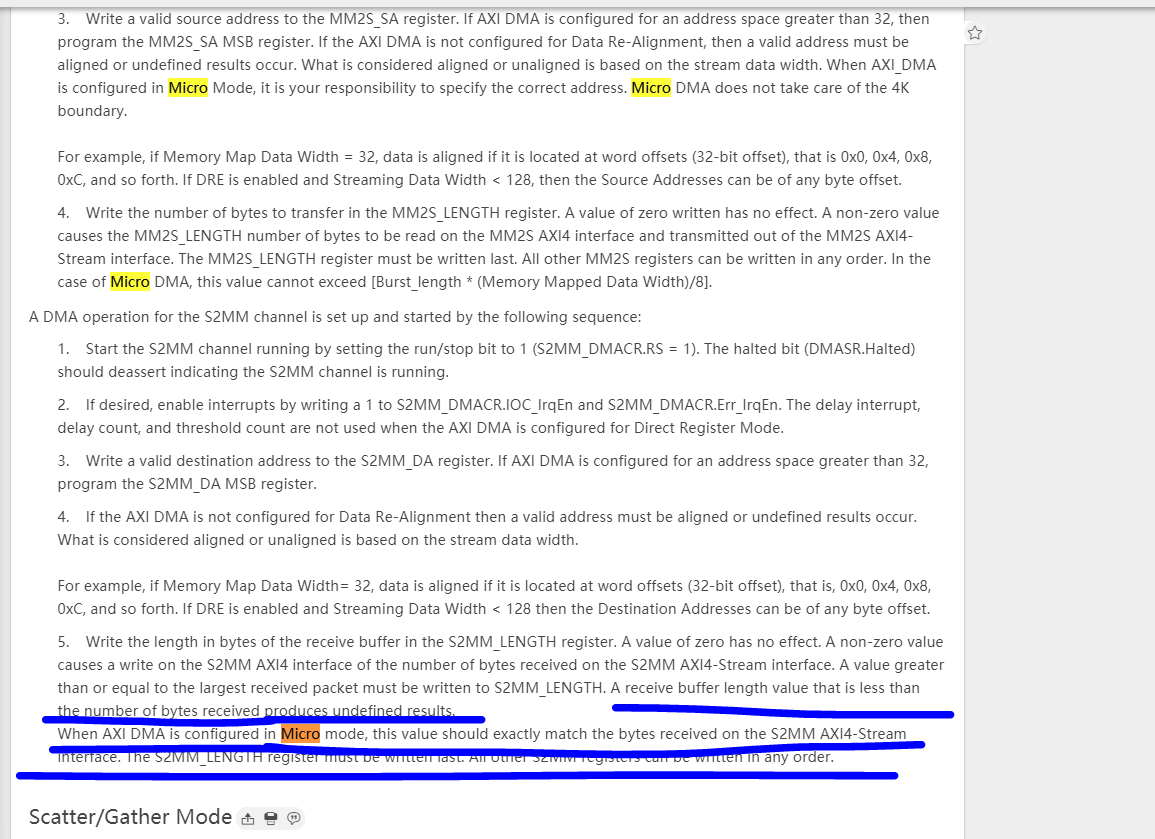 3. Write a valid source address to the MM2S_SA register. If AXI DMA is configured for an address space greater than 32, then
program the MM2S_SA MSB register. If the AXI DMA is not configured for Data Re-Alignment, then a valid address must be
aligned or undefined results occur. What is considered aligned or unaligned is based on the stream data width. When AXI_DMA
is configured in Micro Mode, it is your responsibility to specify the correct address. Micro DMA does not take care of the 4K
boundary.
For example, if Memory Map Data Width = 32, data is aligned if it is located at word offsets (32-bit offset), that is 0x0, 0x4, 0x8,
0xC, and so forth. If DRE is enabled and Streaming Data Width < 128, then the Source Addresses can be of any byte offset.
4. Write the number of bytes to transfer in the MM2S_LENGTH register. A value of zero written has no effect. A non-zero value
causes the MM2S_LENGTH number of bytes to be read on the MM2S AXI4 interface and transmitted out of the MM2S AXI4-
Stream interface. The MM2S_LENGTH register must be written last. All other MM2S registers can be written in any order. In the
case of Micro DMA, this value cannot exceed [Burst_length * (Memory Mapped Data Width)/8].
A DMA operation for the S2MM channel is set up and started by the following sequence:
1. Start the S2MM channel running by setting the run/stop bit to 1 (S2MM_DMACR.RS = 1). The halted bit (DMASR.Halted)
should deassert indicating the S2MM channel is running.
2. If desired, enable interrupts by writing a 1 to S2MM_DMACR.IOC_IrqEn and S2MM_DMACR.Err_IrqEn. The delay interrupt,
delay count, and threshold count are not used when the AXI DMA is configured for Direct Register Mode.
3. Write a valid destination address to the S2MM_DA register. If AXI DMA is configured for an address space greater than 32,
program the S2MM_DA MSB register.
4. If the AXI DMA is not configured for Data Re-Alignment then a valid address must be aligned or undefined results occur.
What is considered aligned or unaligned is based on the stream data width.
For example, if Memory Map Data Width= 32, data is aligned if it is located at word offsets (32-bit offset), that is, 0x0, 0x4, 0x8,
0xC, and so forth. If DRE is enabled and Streaming Data Width < 128 then the Destination Addresses can be of any byte offset.
5. Write the length in bytes of the receive buffer in the S2MM_LENGTH register. A value of zero has no effect. A non-zero value
causes a write on the S2MM AXI4 interface of the number of bytes received on the S2MM AXI4-Stream interface. A value greater
than or equal to the largest received packet must be written to S2MM_LENGTH. A receive buffer length value that is less than
the number of bytes received produces undefined results.
When AXI DMA is configured in Micro mode, this value should exactly match the bytes received on the S2MM AXI4-Stream
interface. The S2MM_LENGTH register must be written last. All other S2MM registers can be written in any order.
Scatter/Gather Mode